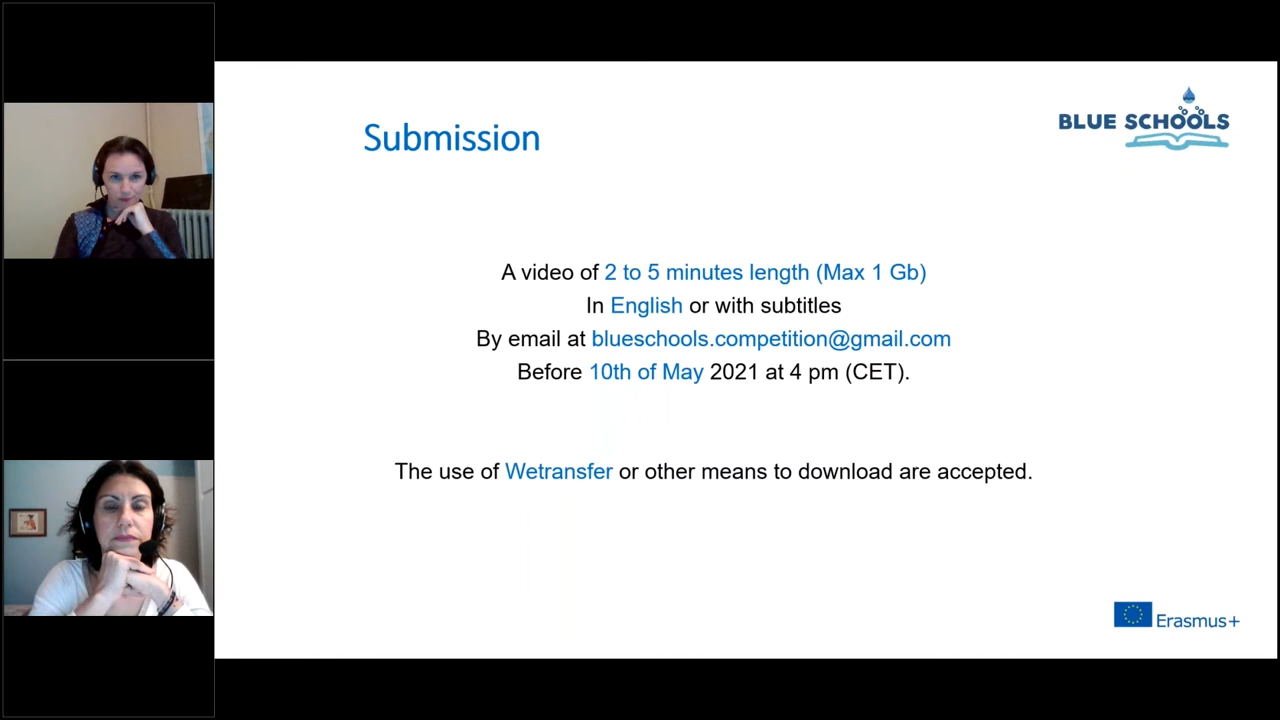 Submission
BLUE SCHOOLS
A video of 2 to 5 minutes length (Max 1 Gb)
In English or with subtitles
By email at blueschools.competition@gmail.com
Before 10th of May 2021 at 4 pm (CET).
The use of Wetransfer or other means to download are accepted.
Erasmus+